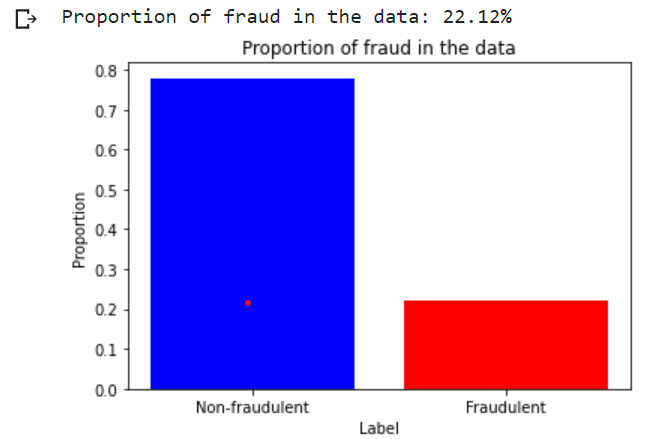 Proportion of fraud in the data: 22.12%
Proportion of fraud in the data
0.8
0.7
0.6
0.5
0.4
0.3
0.2
0.1
0.0
Proportion
Non-fraudulent Fraudulent
Label